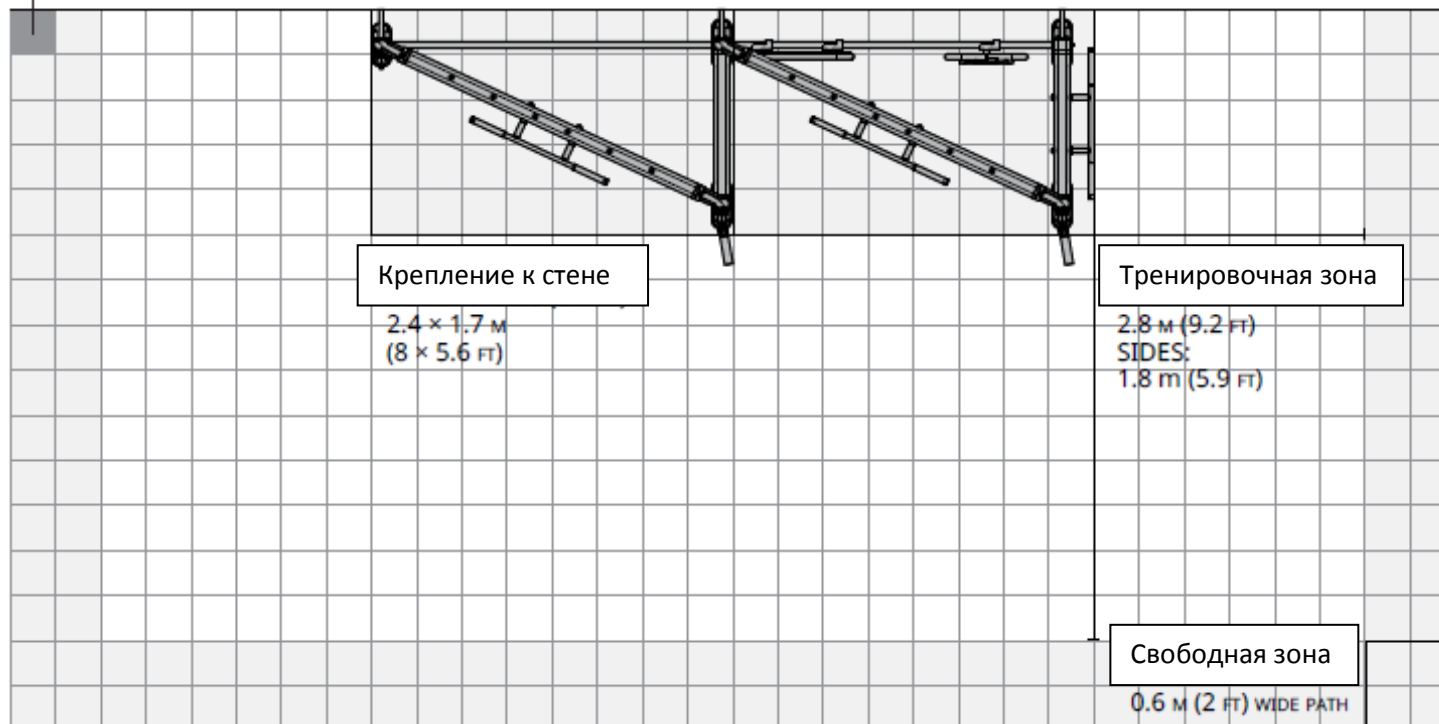 Крепление к стене
2.4 × 1.7 м
(8 × 5.6 FT)
Тренировочная зона
2.8 м (9.2 FT)
SIDES:
1.8 m (5.9 FT)
Свободная зона
0.6 м (2 FT) WIDE PATH